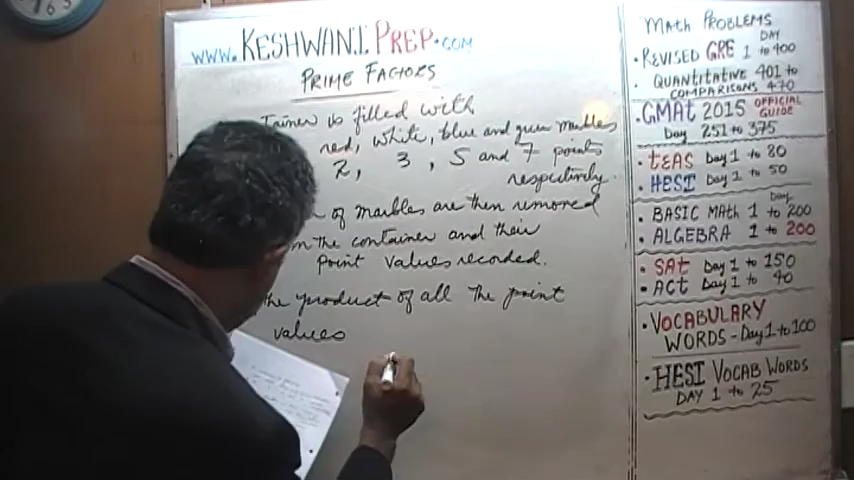 www.KESHWANI PREP.COM
PRIME FACTORS
tainer is filled with
red, white, blue and green marbles
2, 3, 5 and 7 points
respectively.
of marbles are then removed
the container and their
point values recorded.
the product of all the point
values
MATH PROBLEMS
DAY
• REVISED GRE 1 to 400
• QUANTITATIVE 401 to
COMPARISONS 470
• GMAT 2015 OFFICIAL GUIDE
Day 251 to 375
• TEAS Day 1 to 80
• HESI Day 1 to 50
Day
• BASIC MATH 1 to 200
• ALGEBRA 1 to 200
• SAT Day 1 to 150
• ACT Day 1 to 40
• VOCABULARY
WORDS - Day 1 to 100
• HESI VOCAB WORDS
DAY 1 to 25